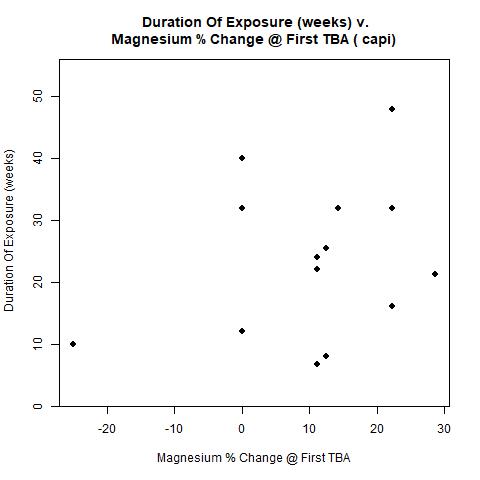 Duration Of Exposure (weeks) v.
Magnesium % Change @ First TBA ( capi)
Duration Of Exposure (weeks)
50
40
30
20
10
0
-20 -10 0 10 20 30
Magnesium % Change @ First TBA